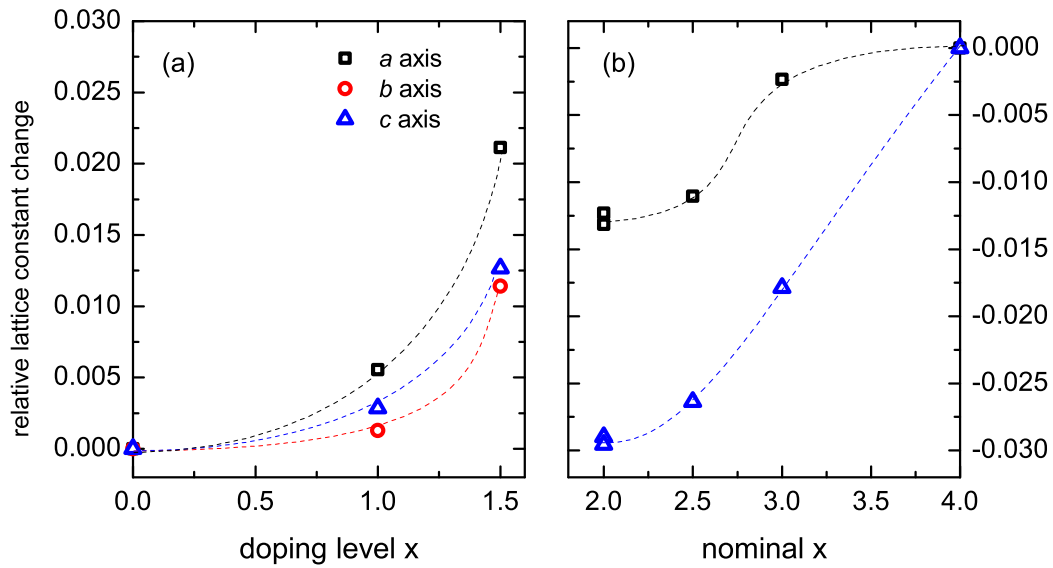 relative lattice constant change
0.030
0.025
0.020
0.015
0.010
0.005
0.000
(a)
a axis
b axis
c axis
0.0 0.5 1.0 1.5
doping level x
(b)
0.000
-0.005
-0.010
-0.015
-0.020
-0.025
-0.030
2.0 2.5 3.0 3.5 4.0
nominal x